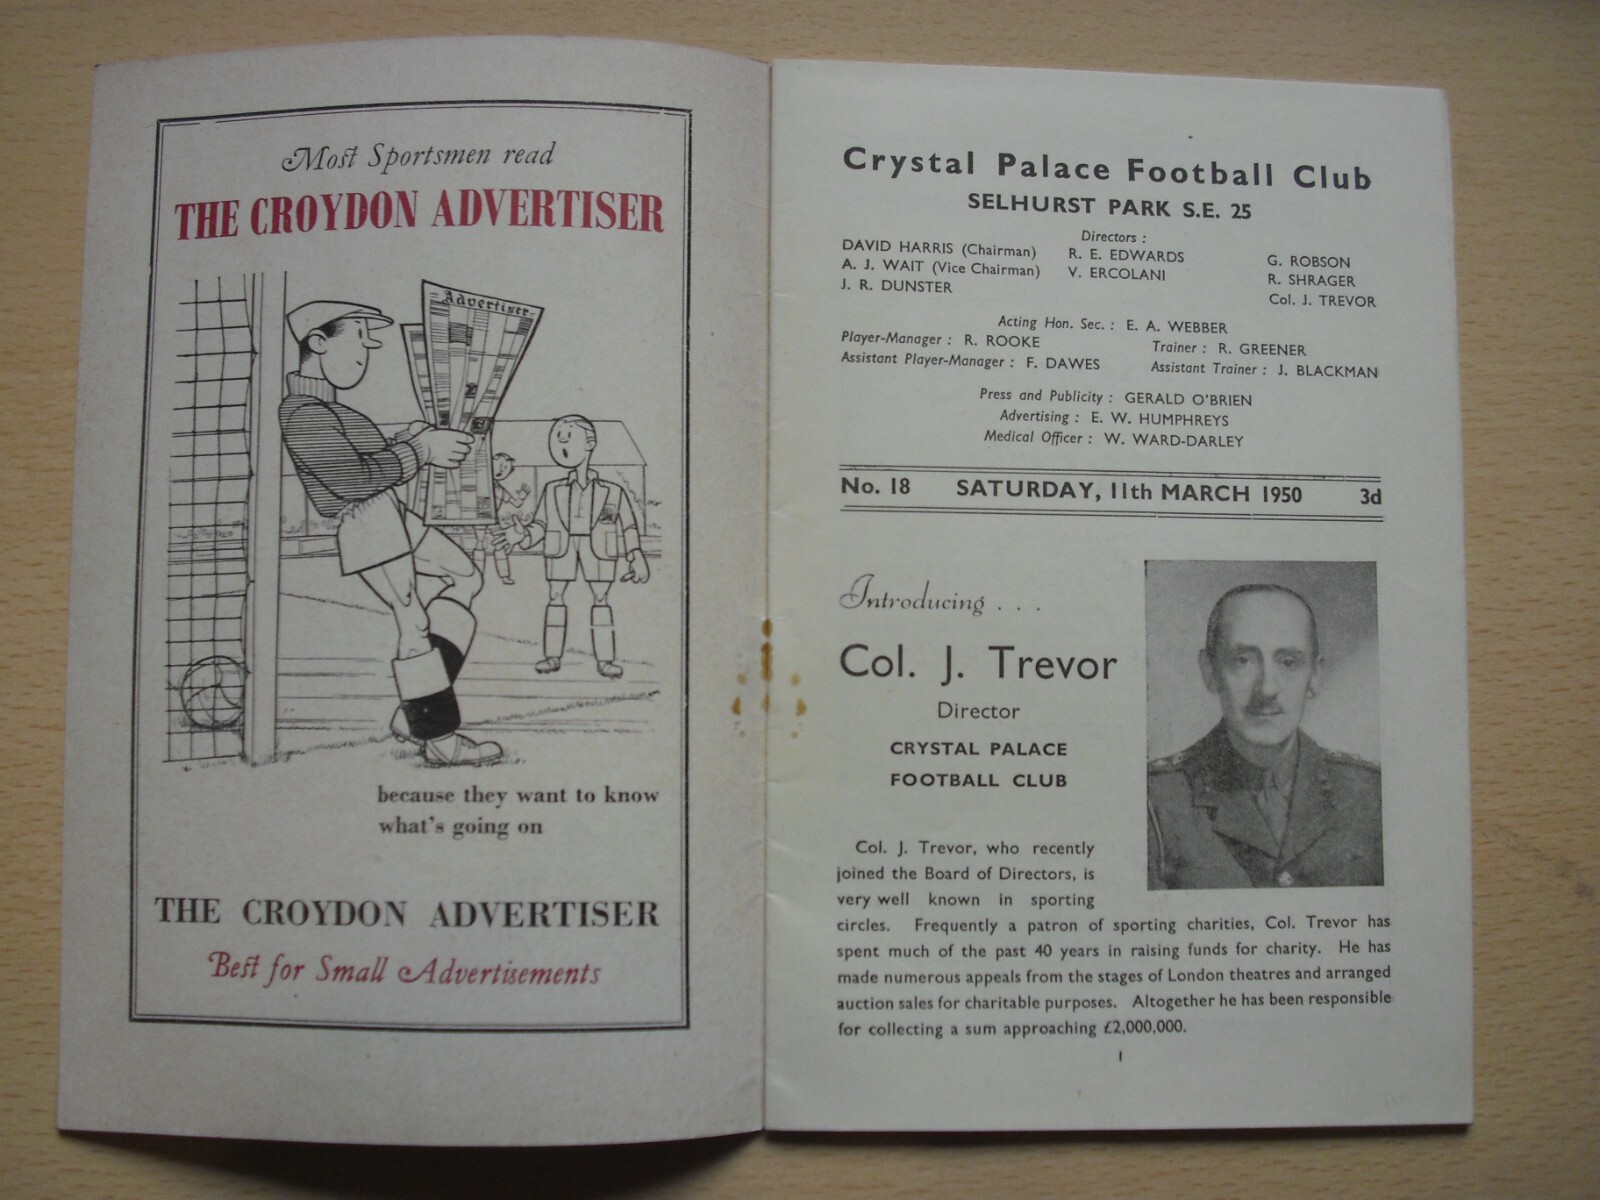 Most Sportsmen read
THE CROYDON ADVERTISER
Advertiser
because they want to know
what's going on
THE CROYDON ADVERTISER
Best for Small Advertisements
Crystal Palace Football Club
SELHURST PARK S.E. 25
Directors :
DAVID HARRIS (Chairman) R. E. EDWARDS G. ROBSON
A. J. WAIT (Vice Chairman) V. ERCOLANI R. SHRAGER
J. R. DUNSTER Col. J. TREVOR
Acting Hon. Sec. : E. A. WEBBER
Player-Manager : R. ROOKE Trainer : R. GREENER
Assistant Player-Manager : F. DAWES Assistant Trainer : J. BLACKMAN
Press and Publicity : GERALD O'BRIEN
Advertising : E. W. HUMPHREYS
Medical Officer : W. WARD-DARLEY
No. 18 SATURDAY, 11th MARCH 1950 3d
Introducing . . .
Col. J. Trevor
Director
CRYSTAL PALACE
FOOTBALL CLUB
Col. J. Trevor, who recently
joined the Board of Directors, is
very well known in sporting
circles. Frequently a patron of sporting charities, Col. Trevor has
spent much of the past 40 years in raising funds for charity. He has
made numerous appeals from the stages of London theatres and arranged
auction sales for charitable purposes. Altogether he has been responsible
for collecting a sum approaching £2,000,000.
1